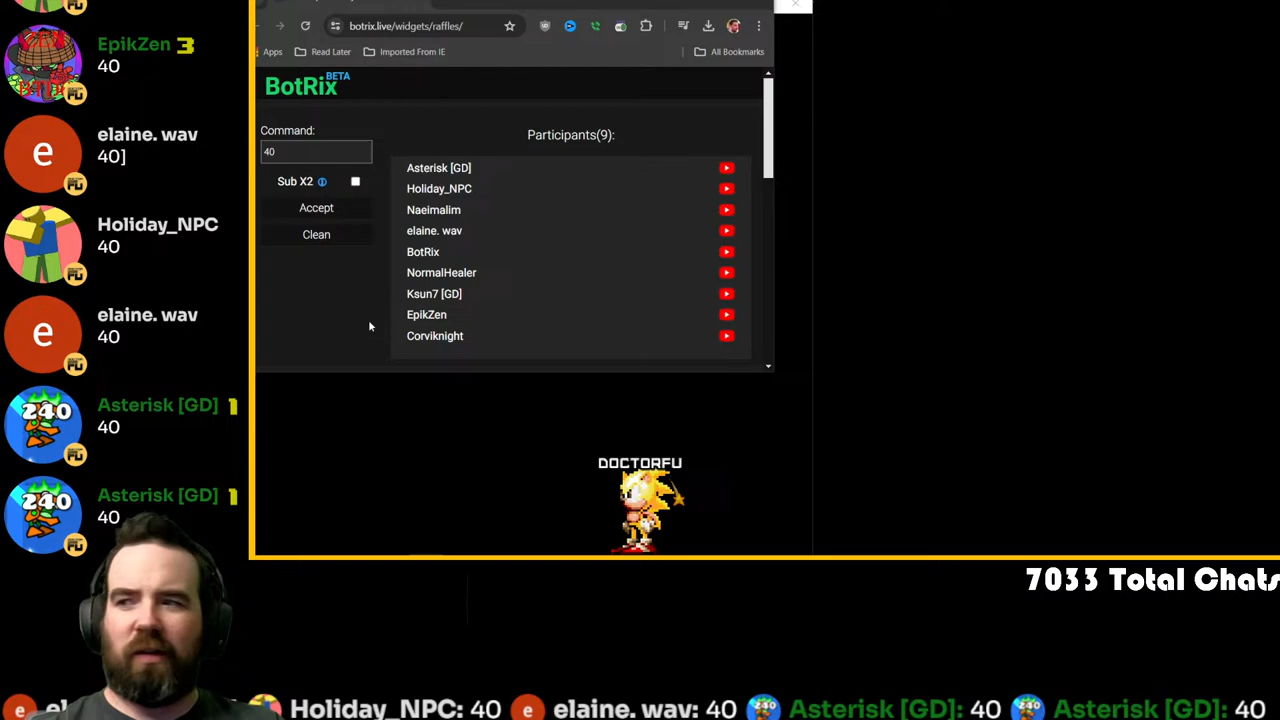 EpikZen 3
40
elaine. wav
40]
Holiday_NPC
40
elaine. wav
40
Asterisk [GD] 1
40
Asterisk [GD] 1
40
botrix.live/widgets/raffles/
Apps Read Later Imported From IE All Bookmarks
BotRix BETA
Command:
40
Sub X2
Accept
Clean
Participants(9):
Asterisk [GD]
Holiday_NPC
Naeimalim
elaine. wav
BotRix
NormalHealer
Ksun7 [GD]
EpikZen
Corviknight
240
240
DOCTORFU
7033 Total Chats
Holiday_NPC: 40 elaine. wav: 40 Asterisk [GD]: 40 Asterisk [GD]: 40